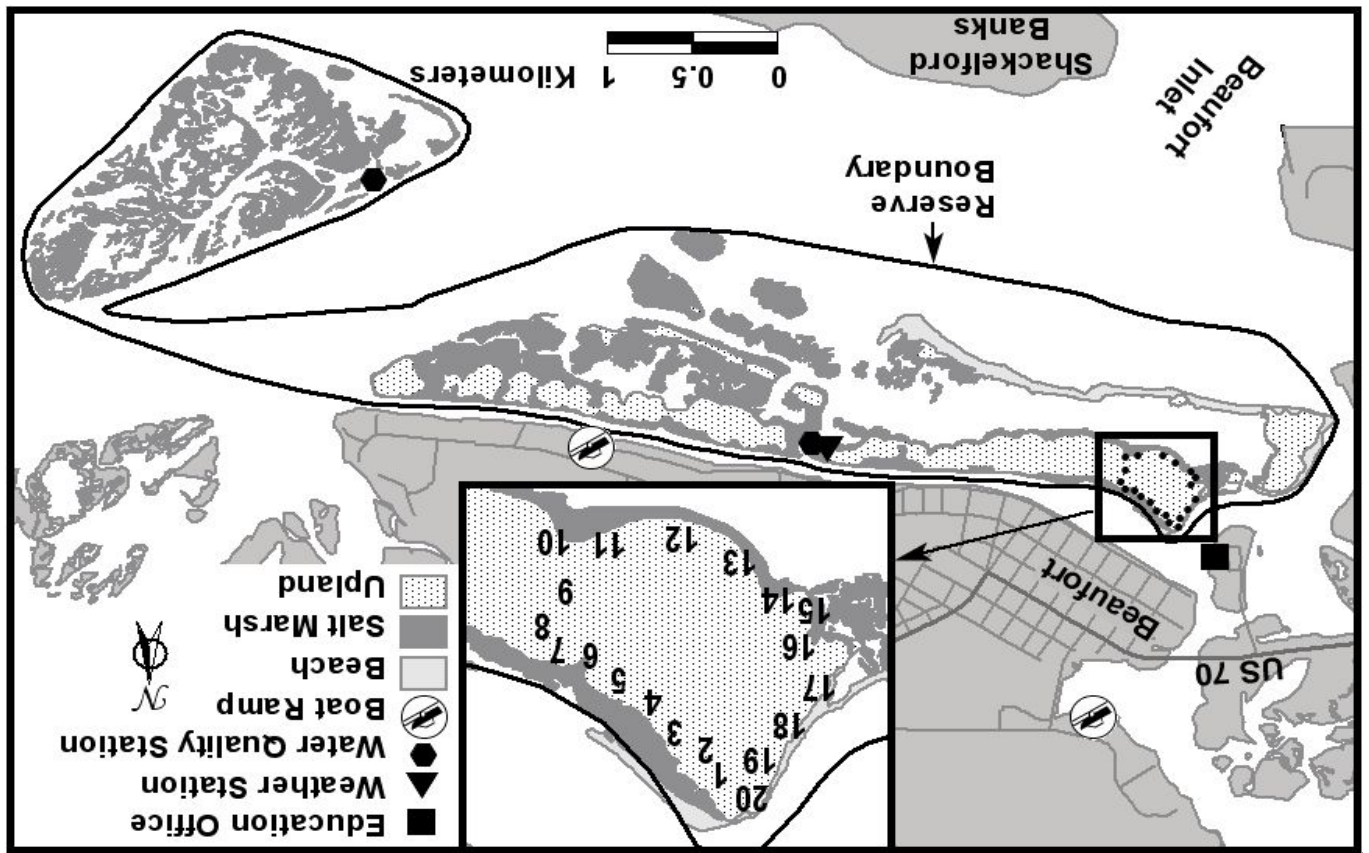 US 70
Beaufort
20
1
19
2
18
3
17
4
16
5
15
14
6
7
8
13
9
12
11
10
Education Office
Weather Station
Water Quality Station
Boat Ramp
Beach
Salt Marsh
Upland
N
Reserve
Boundary
Beaufort
Inlet
Shackelford
Banks
0 0.5 1 Kilometers